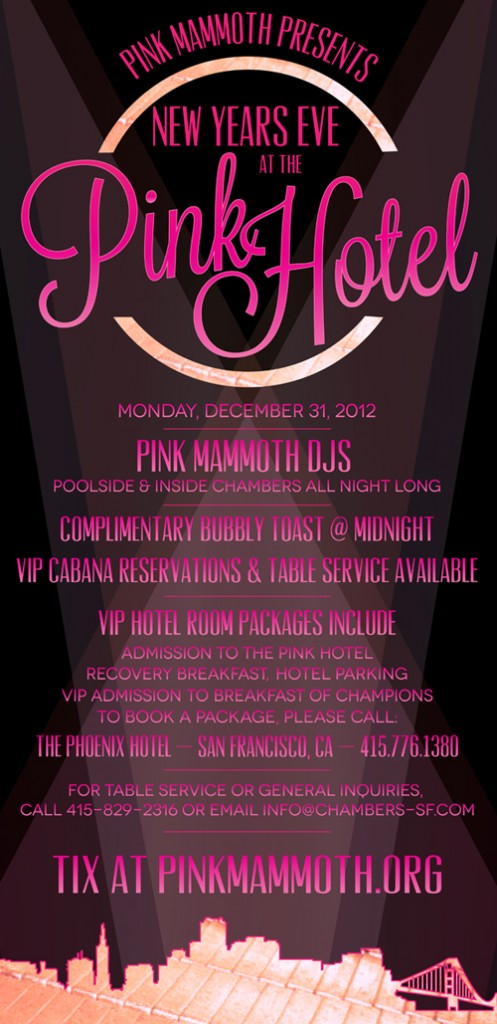 PINK MAMMOTH PRESENTS
NEW YEARS EVE
AT THE
Pink Hotel
MONDAY, DECEMBER 31, 2012
PINK MAMMOTH DJS
POOLSIDE & INSIDE CHAMBERS ALL NIGHT LONG
COMPLIMENTARY BUBBLY TOAST @ MIDNIGHT
VIP CABANA RESERVATIONS & TABLE SERVICE AVAILABLE
VIP HOTEL ROOM PACKAGES INCLUDE
ADMISSION TO THE PINK HOTEL
RECOVERY BREAKFAST, HOTEL PARKING
VIP ADMISSION TO BREAKFAST OF CHAMPIONS
TO BOOK A PACKAGE, PLEASE CALL:
THE PHOENIX HOTEL — SAN FRANCISCO, CA — 415.776.1380
FOR TABLE SERVICE OR GENERAL INQUIRIES,
CALL 415-829-2316 OR EMAIL INFO@CHAMBERS-SF.COM
TIX AT PINKMAMMOTH.ORG